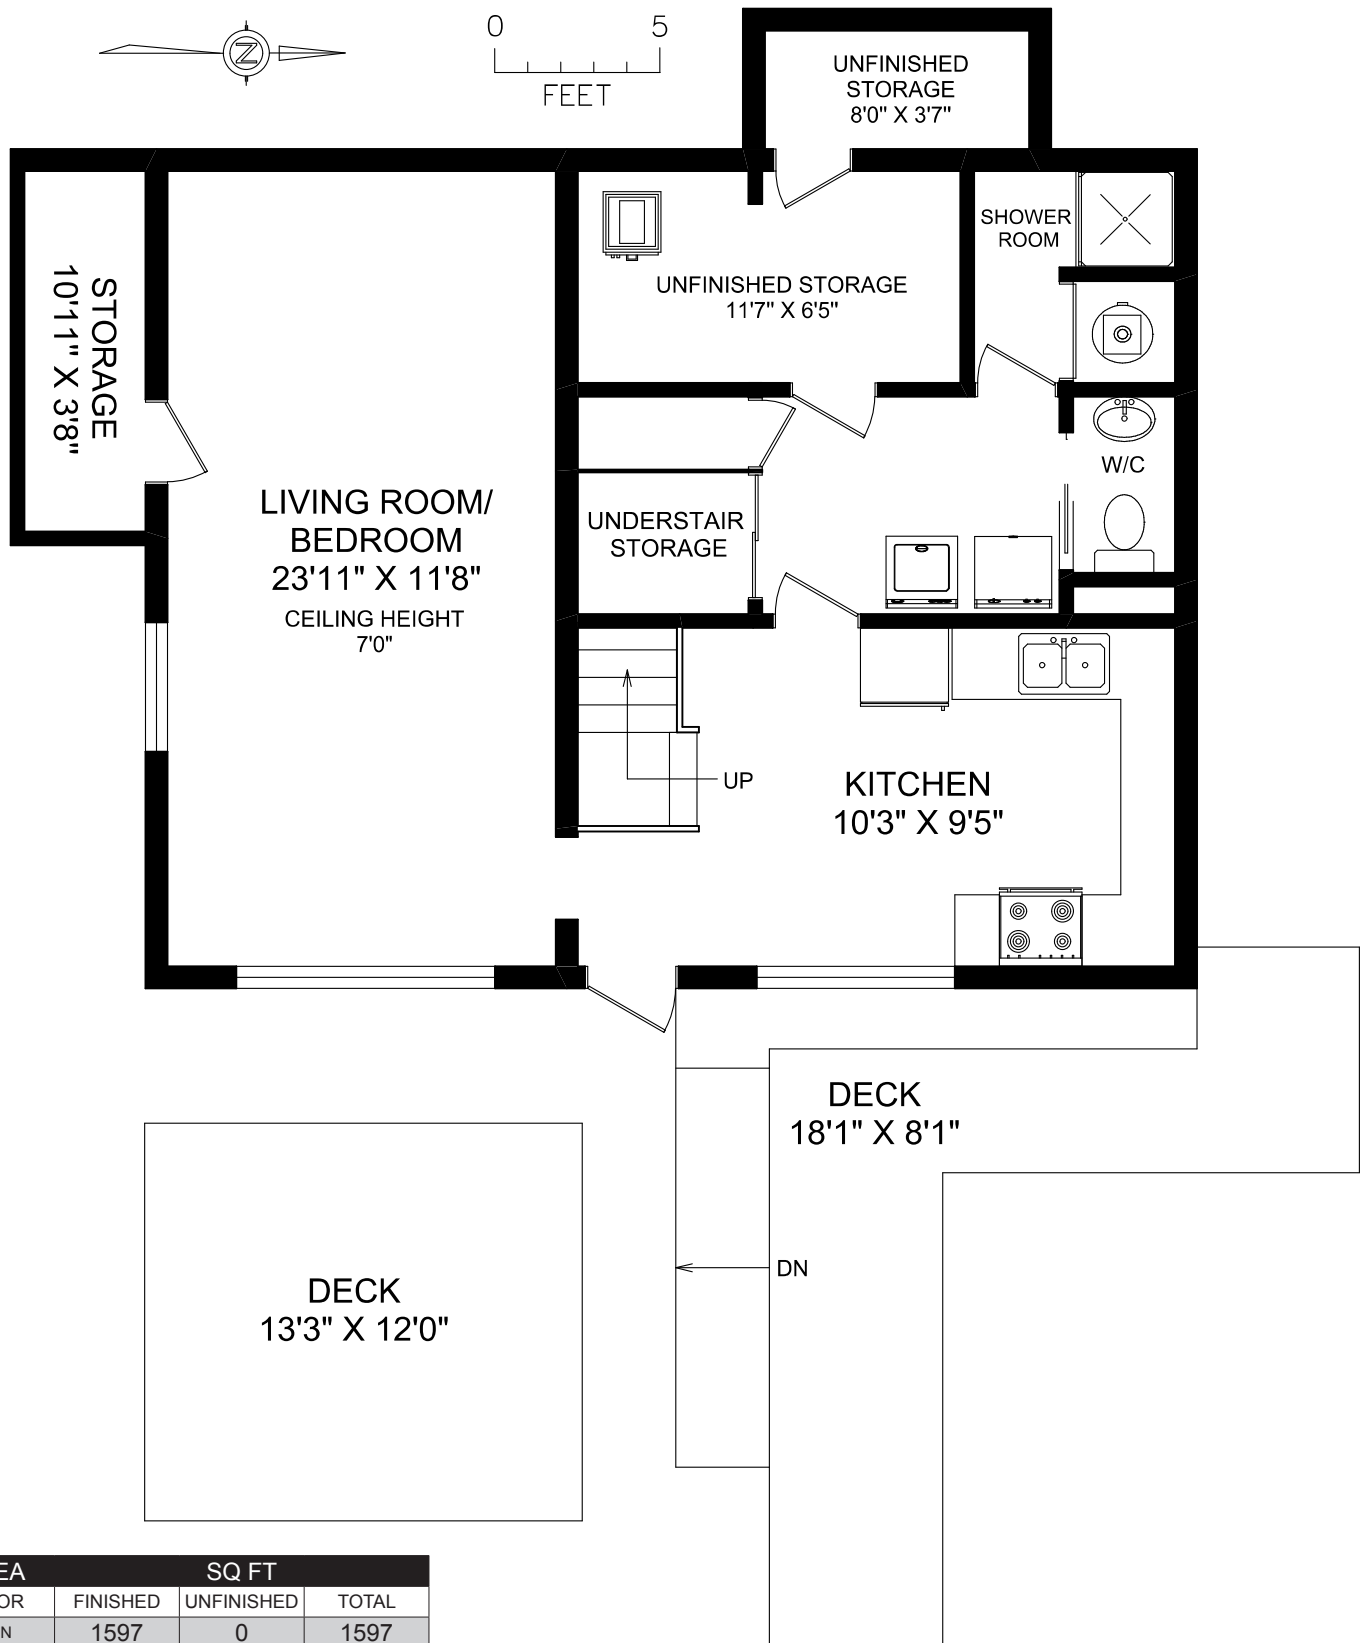 Z
0 5
FEET
UNFINISHED
STORAGE
8'0" X 3'7"
SHOWER
ROOM
UNFINISHED STORAGE
11'7" X 6'5"
STORAGE
10'11" X 3'8"
W/C
LIVING ROOM/
BEDROOM
23'11" X 11'8"
CEILING HEIGHT
7'0"
UNDERSTAIR
STORAGE
UP
KITCHEN
10'3" X 9'5"
DECK
18'1" X 8'1"
DN
DECK
13'3" X 12'0"
EA SQ FT
OR FINISHED UNFINISHED TOTAL
N 1597 0 1597